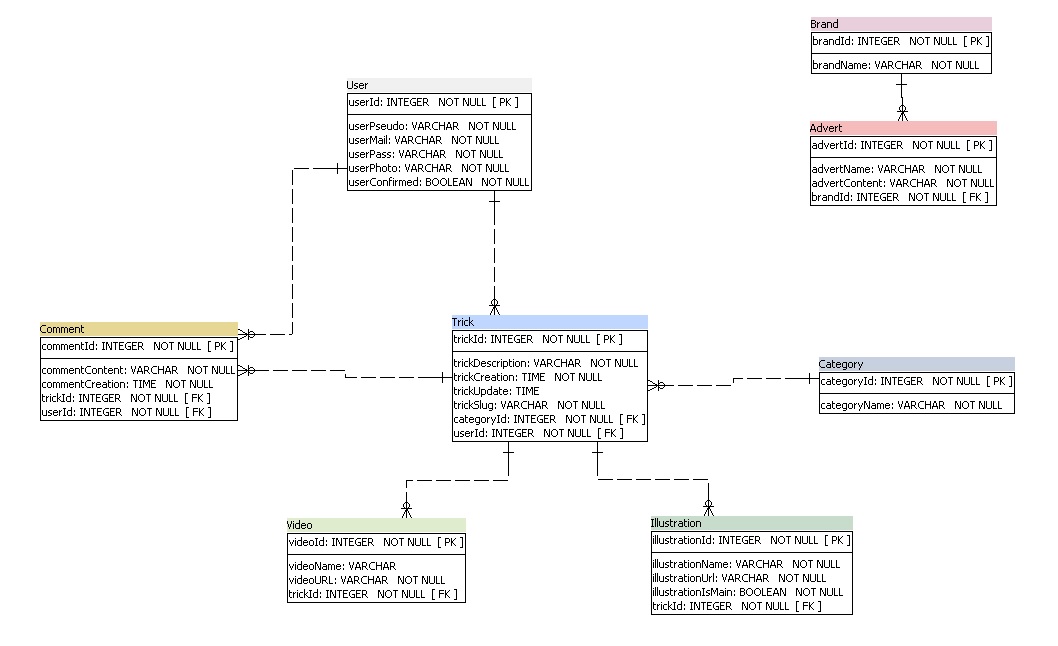 Brand
brandId: INTEGER NOT NULL [ PK ]
brandName: VARCHAR NOT NULL
User
userId: INTEGER NOT NULL [ PK ]
userPseudo: VARCHAR NOT NULL
userMail: VARCHAR NOT NULL
userPass: VARCHAR NOT NULL
userPhoto: VARCHAR NOT NULL
userConfirmed: BOOLEAN NOT NULL
Advert
advertId: INTEGER NOT NULL [ PK ]
advertName: VARCHAR NOT NULL
advertContent: VARCHAR NOT NULL
brandId: INTEGER NOT NULL [ FK ]
Comment
commentId: INTEGER NOT NULL [ PK ]
commentContent: VARCHAR NOT NULL
commentCreation: TIME NOT NULL
trickId: INTEGER NOT NULL [ FK ]
userId: INTEGER NOT NULL [ FK ]
Trick
trickId: INTEGER NOT NULL [ PK ]
trickDescription: VARCHAR NOT NULL
trickCreation: TIME NOT NULL
trickUpdate: TIME
trickSlug: VARCHAR NOT NULL
categoryId: INTEGER NOT NULL [ FK ]
userId: INTEGER NOT NULL [ FK ]
Category
categoryId: INTEGER NOT NULL [ PK ]
categoryName: VARCHAR NOT NULL
Video
videoId: INTEGER NOT NULL [ PK ]
videoName: VARCHAR
videoURL: VARCHAR NOT NULL
trickId: INTEGER NOT NULL [ FK ]
Illustration
illustrationId: INTEGER NOT NULL [ PK ]
illustrationName: VARCHAR NOT NULL
illustrationUrl: VARCHAR NOT NULL
illustrationIsMain: BOOLEAN NOT NULL
trickId: INTEGER NOT NULL [ FK ]